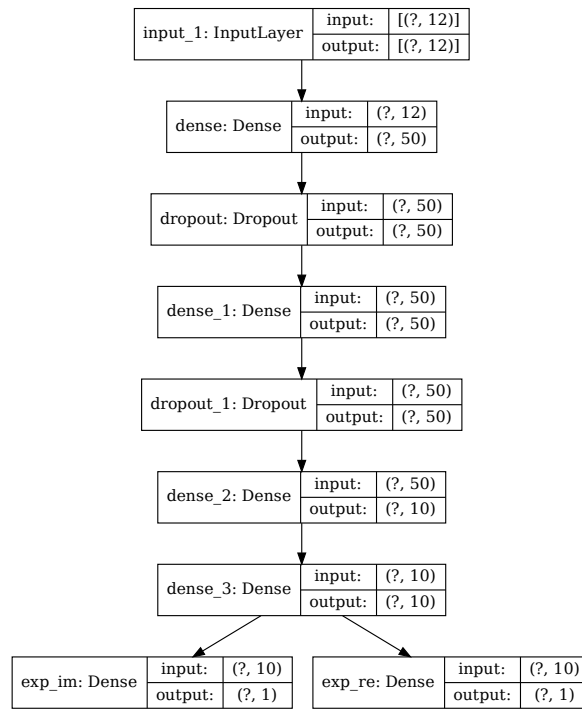 input_1: InputLayer
input: [(?, 12)]
output: [(?, 12)]
dense: Dense
input: (?, 12)
output: (?, 50)
dropout: Dropout
input: (?, 50)
output: (?, 50)
dense_1: Dense
input: (?, 50)
output: (?, 50)
dropout_1: Dropout
input: (?, 50)
output: (?, 50)
dense_2: Dense
input: (?, 50)
output: (?, 10)
dense_3: Dense
input: (?, 10)
output: (?, 10)
exp_im: Dense
input: (?, 10)
output: (?, 1)
exp_re: Dense
input: (?, 10)
output: (?, 1)